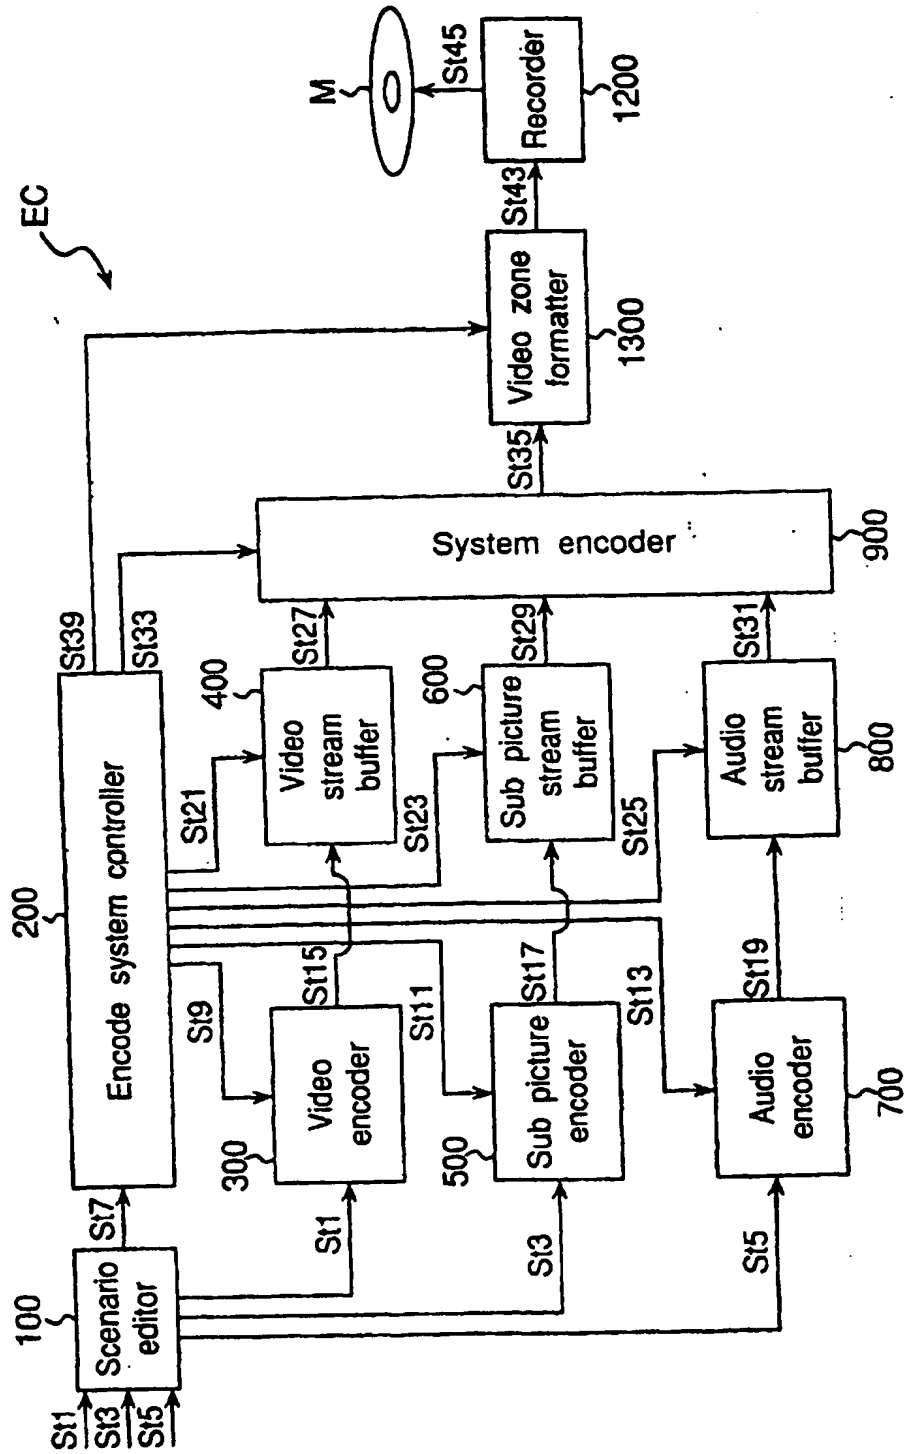 EC
M
St45
Recorder
1200
St43
Video zone
formatter
1300
St35
System encoder
900
St39
St33
St27
St29
St31
200
Encode system controller
400
Video
stream
buffer
600
Sub picture
stream
buffer
Audio
stream
buffer
800
St21
St23
St25
St9
St11
St13
St15
St17
St19
300
Video
encoder
500
Sub picture
encoder
Audio
encoder
700
St7
100
Scenario
editor
St1
St3
St5
St1
St3
St5